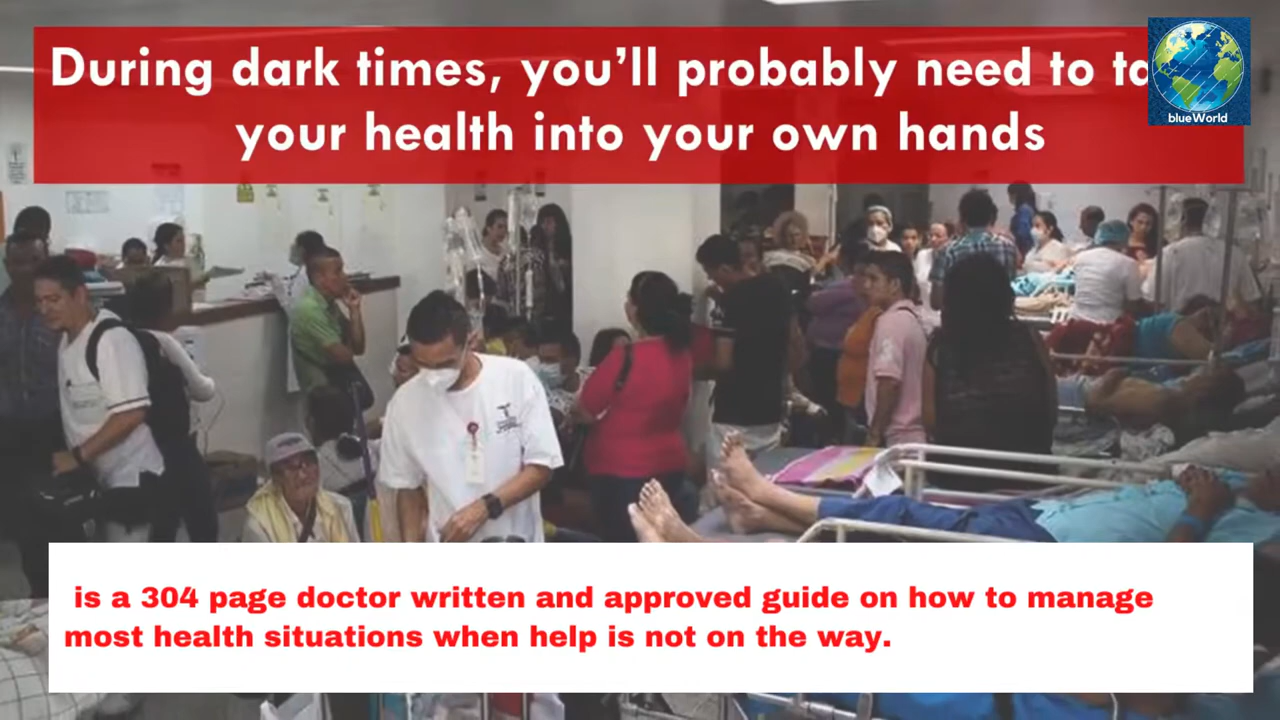 During dark times, you'll probably need to ta
your health into your own hands
blueWorld
is a 304 page doctor written and approved guide on how to manage
most health situations when help is not on the way.